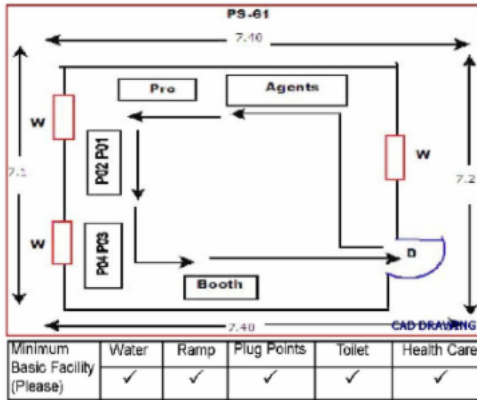 PS-61
7.40
Pro
Agents
W
P02 P01
W
7.1
7.2
W
P04 P03
D
Booth
CAD DRAWING
7.40
Minimum Basic Facility (Please)
Water
Ramp
Plug Points
Toilet
Health Care
✓ ✓ ✓ ✓ ✓